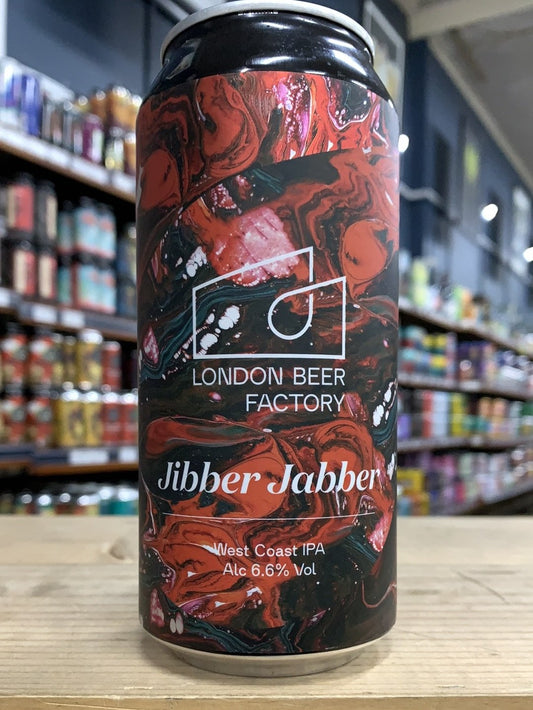 LONDON BEER
FACTORY
Jibber Jabber
West Coast IPA
Alc 6.6% Vol